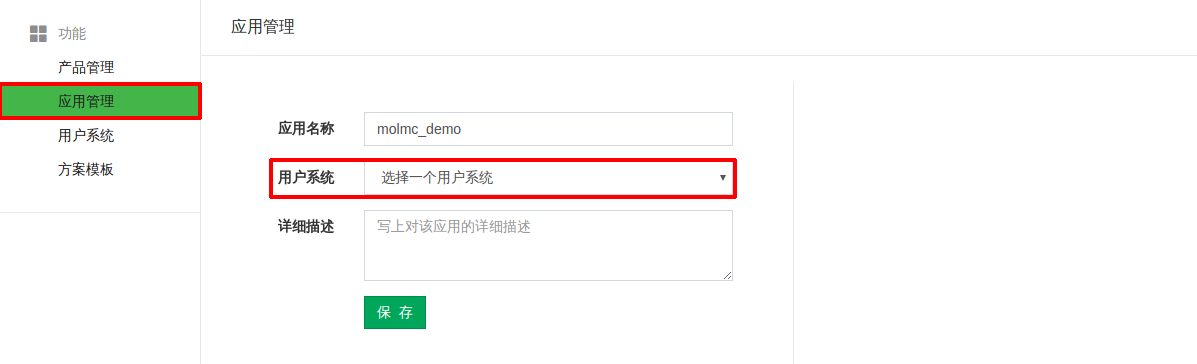 功能
产品管理
应用管理
用户系统
方案模板
应用管理
应用名称 molmc_demo
用户系统 选择一个用户系统
详细描述 写上对该应用的详细描述
保 存